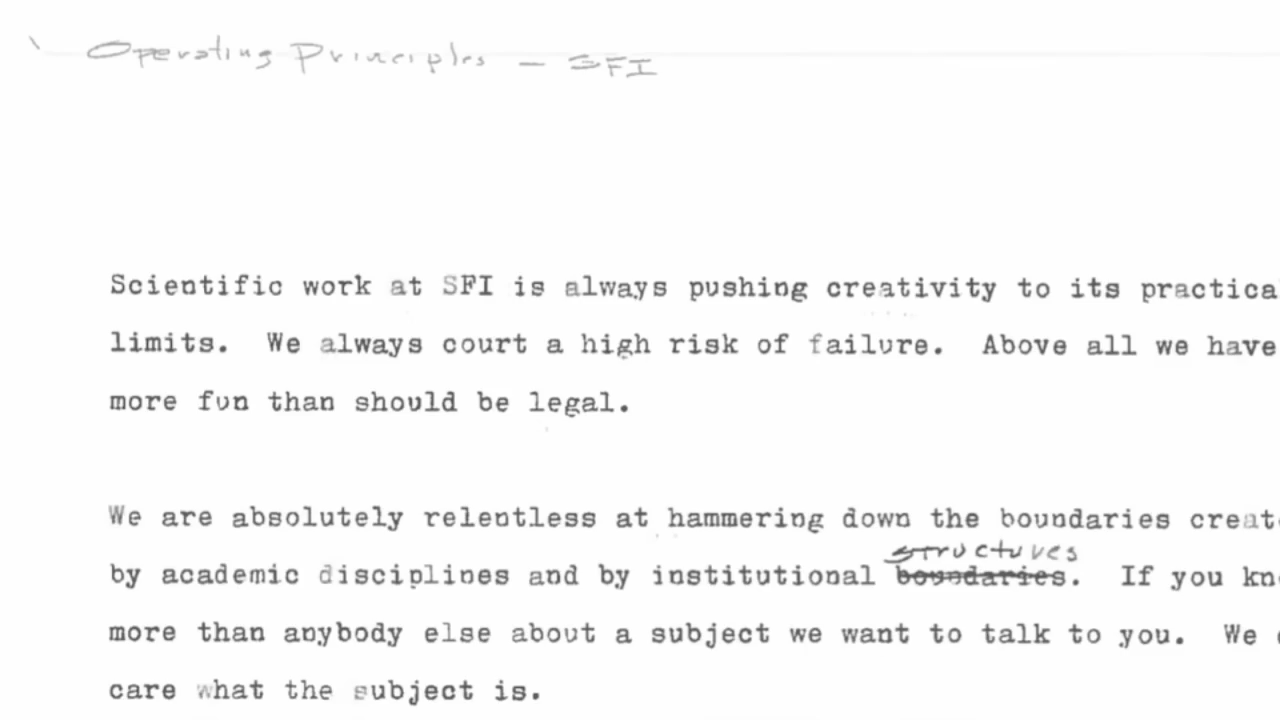 Operating Principles – SFI
Scientific work at SFI is always pushing creativity to its practica
limits. We always court a high risk of failure. Above all we have
more fun than should be legal.
We are absolutely relentless at hammering down the boundaries creat
structures
by academic disciplines and by institutional boundaries. If you kn
more than anybody else about a subject we want to talk to you. We
care what the subject is.